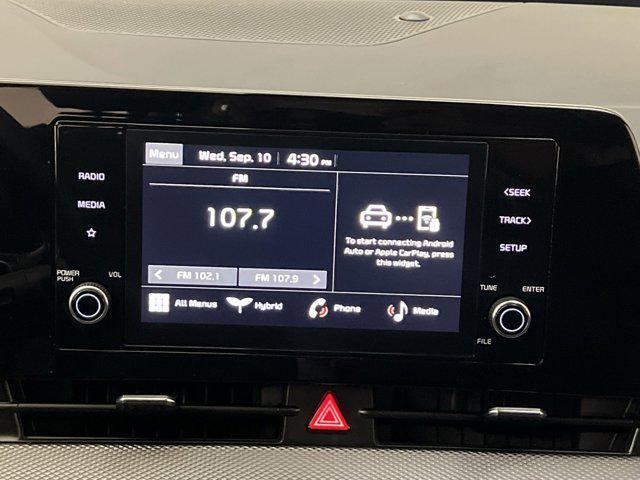 Menu Wed, Sep. 10 4:30 PM
FM
107.7
FM 102.1 FM 107.9
To start connecting Android
Auto or Apple CarPlay, press
this widget.
All Menus Hybrid Phone Media
RADIO
MEDIA
POWER
PUSH
VOL
<SEEK
TRACK>
SETUP
TUNE ENTER
FILE